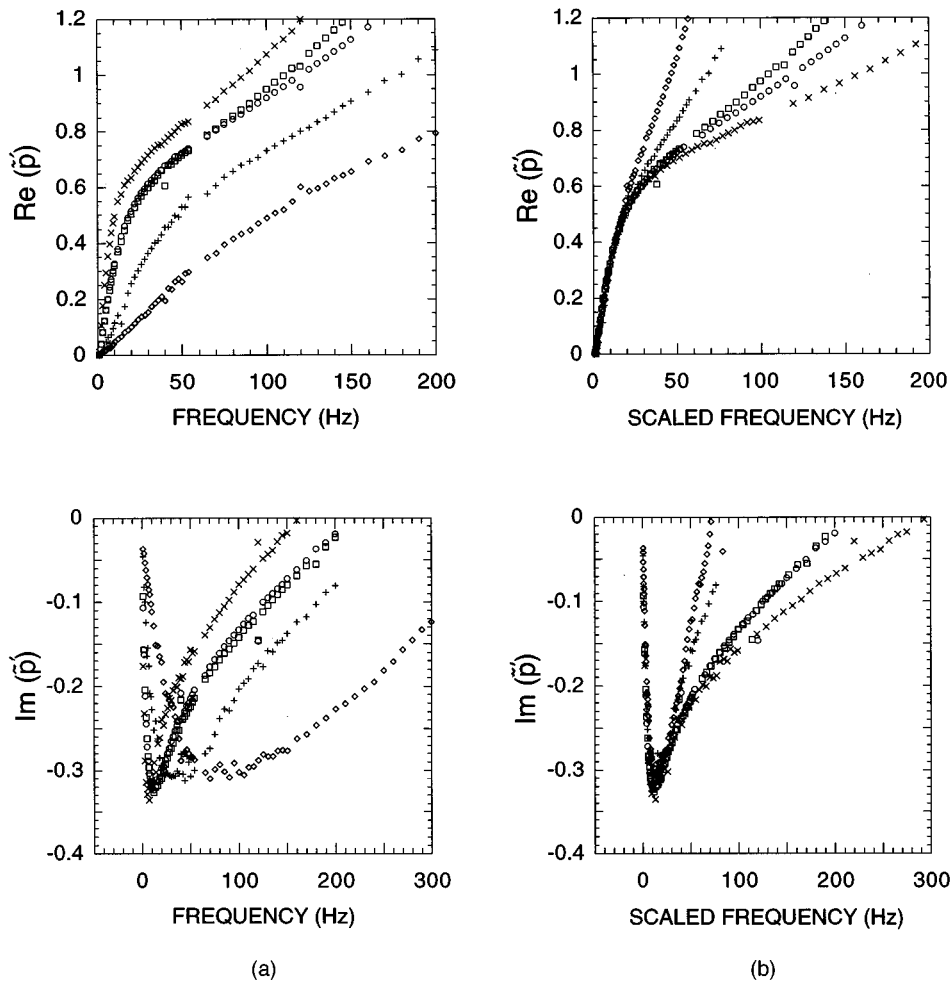 1.2
1
0.8
0.6
0.4
0.2
0
Re (p̃′)
0 50 100 150 200
FREQUENCY (Hz)
1.2
1
0.8
0.6
0.4
0.2
0
Re (p̃′)
0 50 100 150 200
SCALED FREQUENCY (Hz)
0
-0.1
-0.2
-0.3
-0.4
Im (p̃′)
0 100 200 300
FREQUENCY (Hz)
(a)
0
-0.1
-0.2
-0.3
-0.4
Im (p̃′)
0 100 200 300
SCALED FREQUENCY (Hz)
(b)